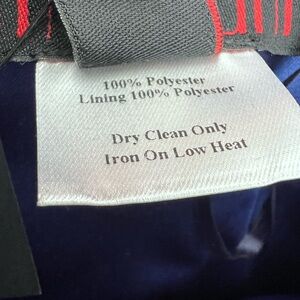 100% Polyester
Lining 100% Polyester
Dry Clean Only
Iron On Low Heat